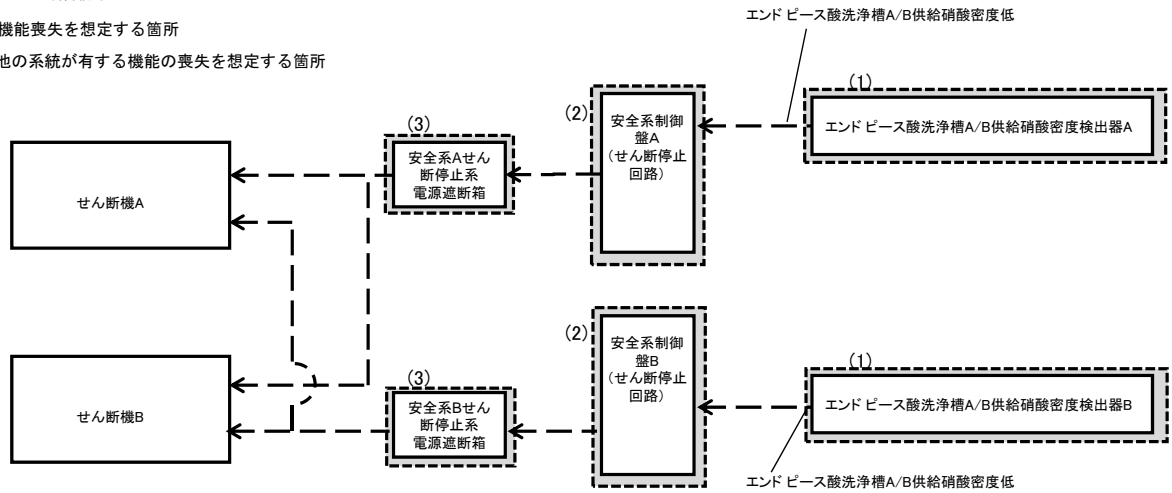 機能喪失を想定する箇所
他の系統が有する機能の喪失を想定する箇所
エンドピース酸洗浄槽A/B供給硝酸密度低
(1)
エンドピース酸洗浄槽A/B供給硝酸密度検出器A
(2)
安全系制御
盤A
(せん断停止
回路)
(3)
安全系Aせん
断停止系
電源遮断箱
せん断機A
(1)
エンドピース酸洗浄槽A/B供給硝酸密度検出器B
(2)
安全系制御
盤B
(せん断停止
回路)
(3)
安全系Bせん
断停止系
電源遮断箱
せん断機B
エンドピース酸洗浄槽A/B供給硝酸密度低